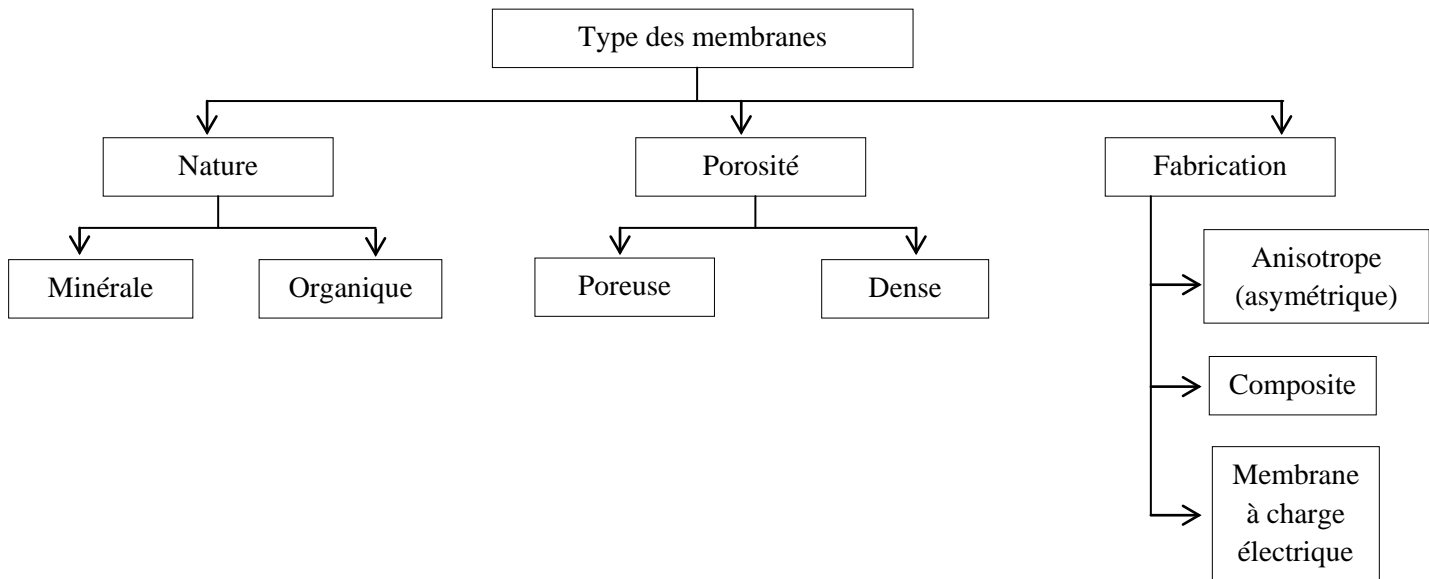 Type des membranes
Nature
Porosité
Fabrication
Minérale
Organique
Poreuse
Dense
Anisotrope
(asymétrique)
Composite
Membrane
à charge
électrique